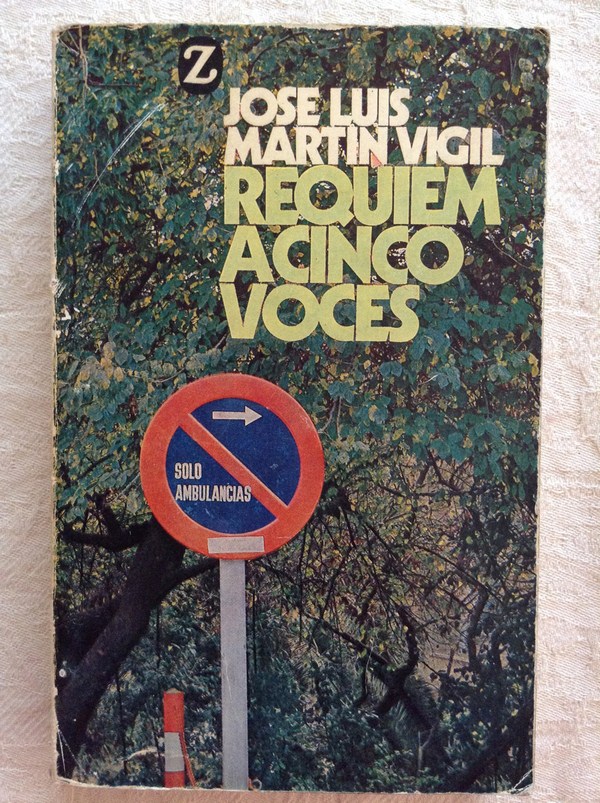 Z
JOSE LUIS
MARTIN VIGIL
REQUIEM
A CINCO
VOCES
SOLO
AMBULANCIAS